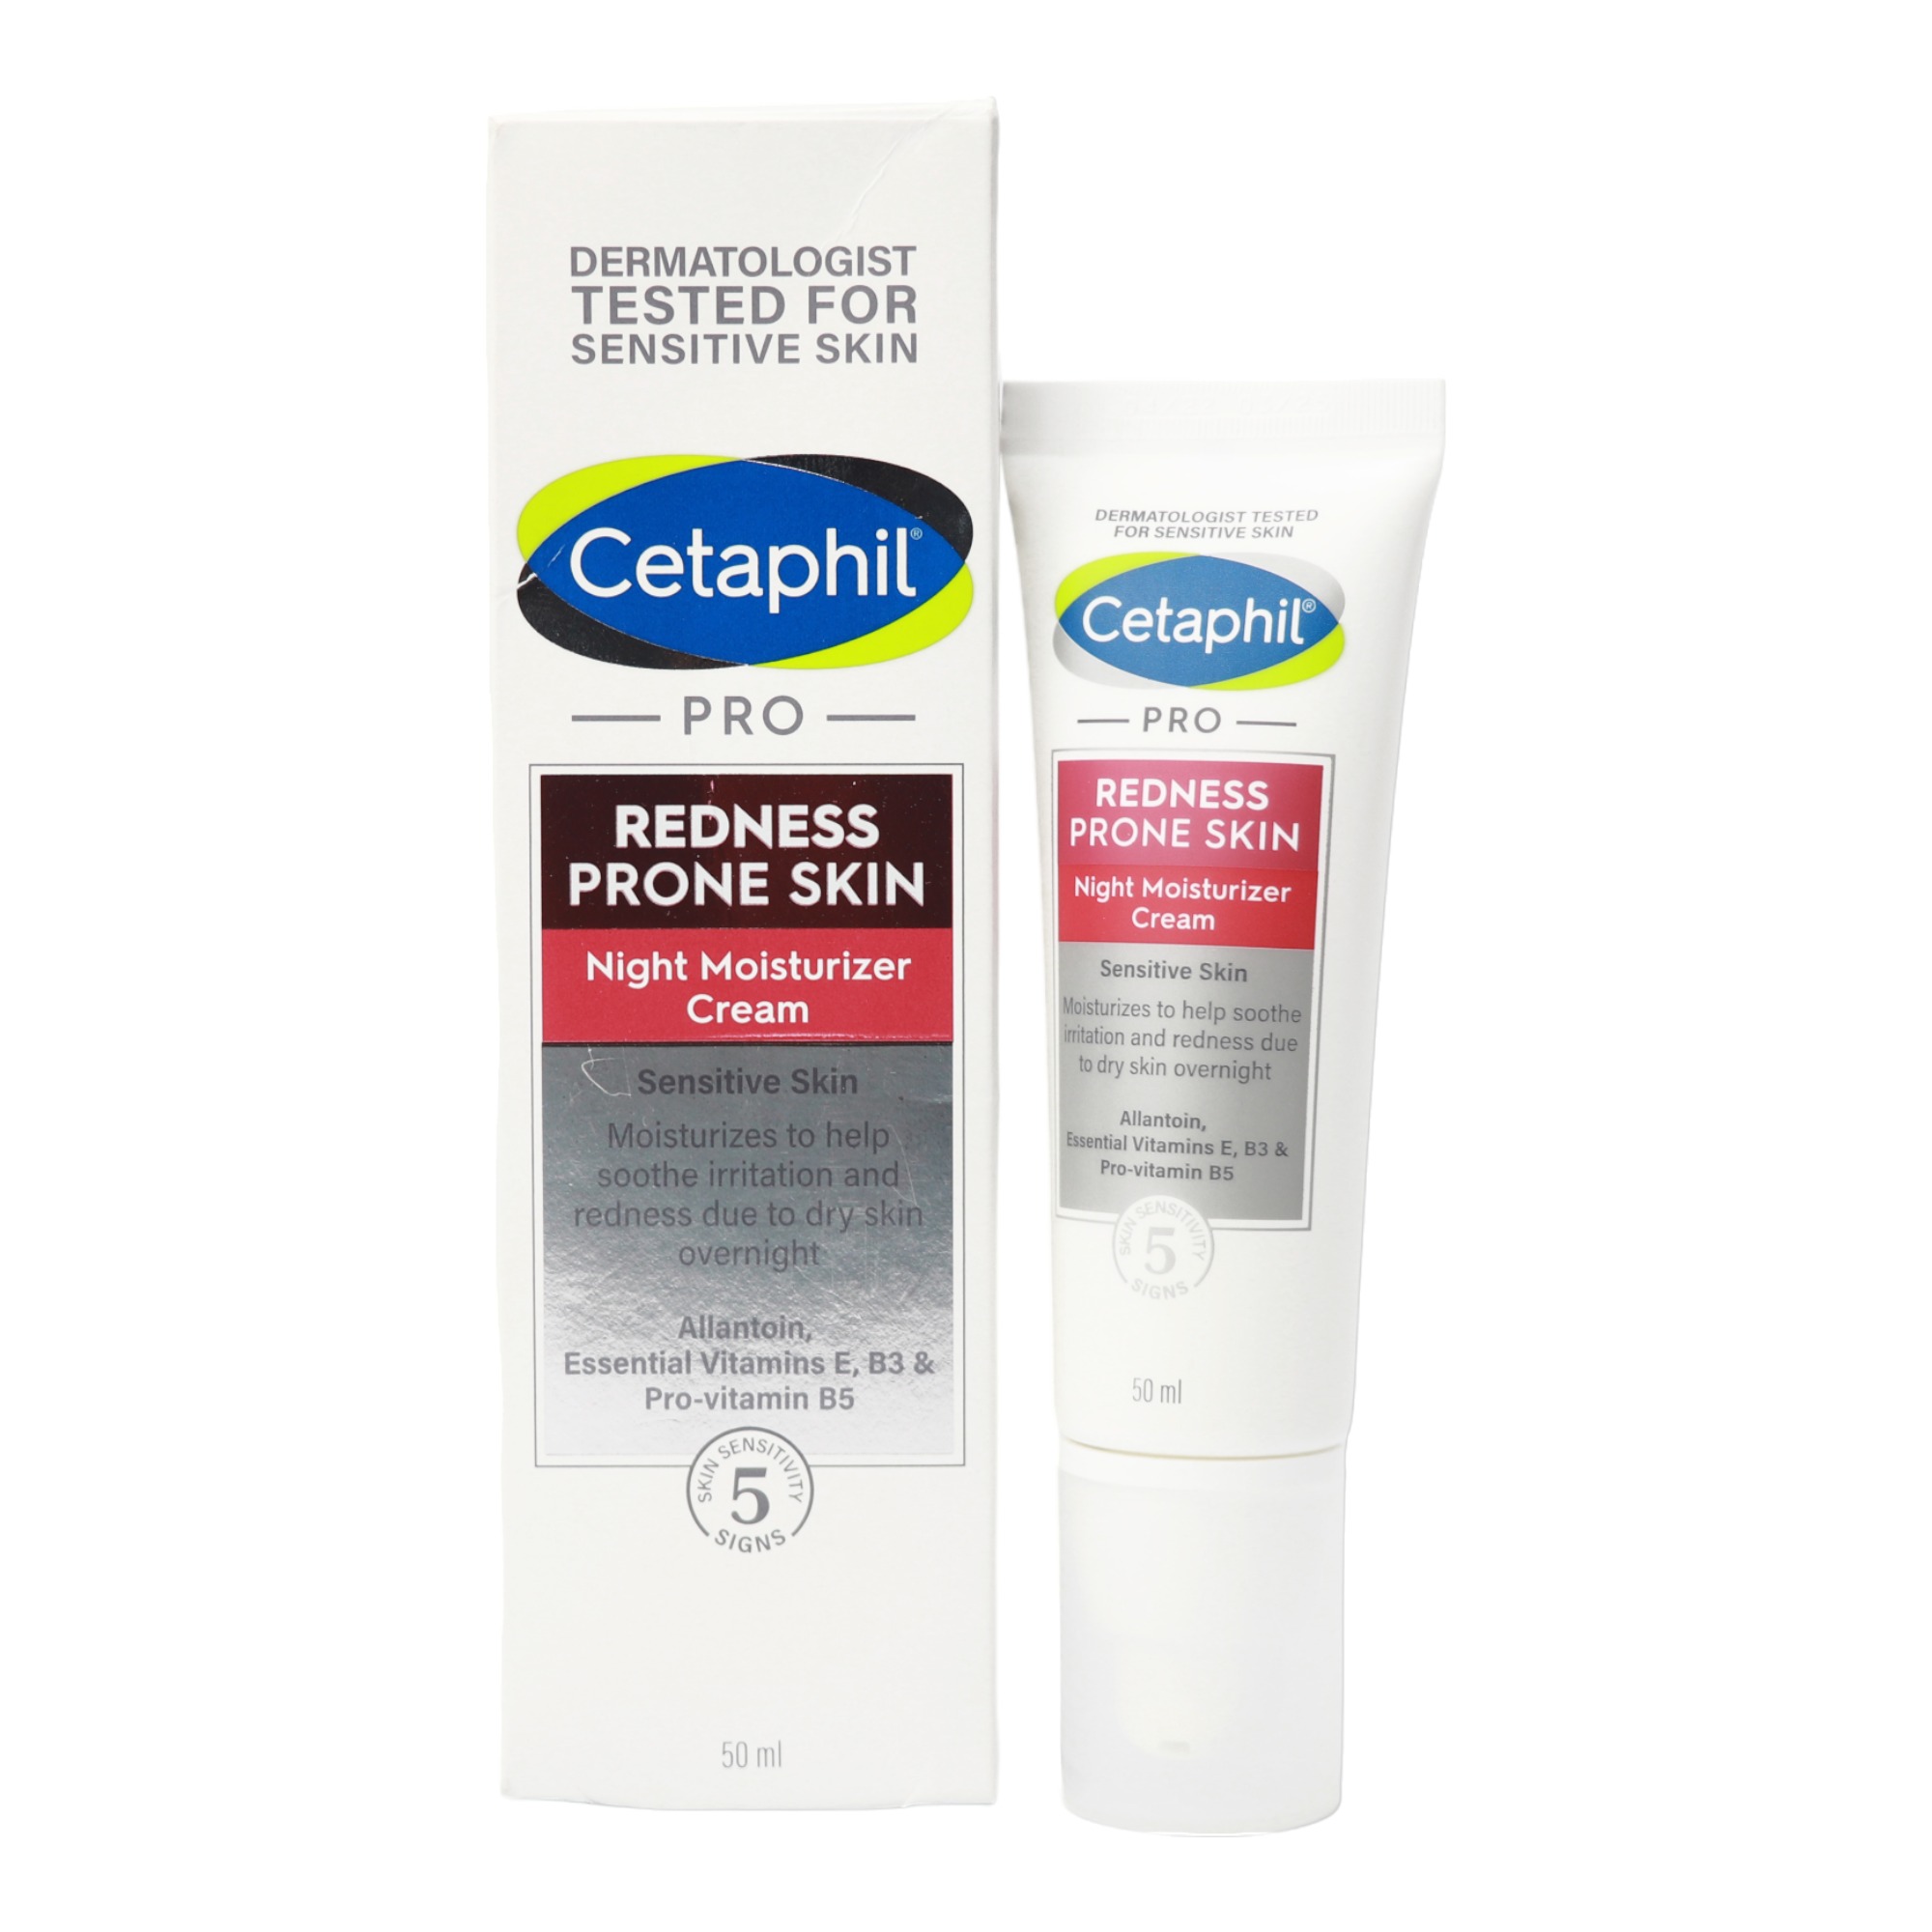 DERMATOLOGIST
TESTED FOR
SENSITIVE SKIN
Cetaphil®
PRO
REDNESS
PRONE SKIN
Night Moisturizer
Cream
Sensitive Skin
Moisturizes to help
soothe irritation and
redness due to dry skin
overnight
Allantoin,
Essential Vitamins E, B3 &
Pro-vitamin B5
SKIN SENSITIVITY
5
SIGNS
50 ml
DERMATOLOGIST TESTED
FOR SENSITIVE SKIN
Cetaphil®
PRO
REDNESS
PRONE SKIN
Night Moisturizer
Cream
Sensitive Skin
Moisturizes to help soothe
irritation and redness due
to dry skin overnight
Allantoin,
Essential Vitamins E, B3 &
Pro-vitamin B5
SKIN SENSITIVITY
5
SIGNS
50 ml